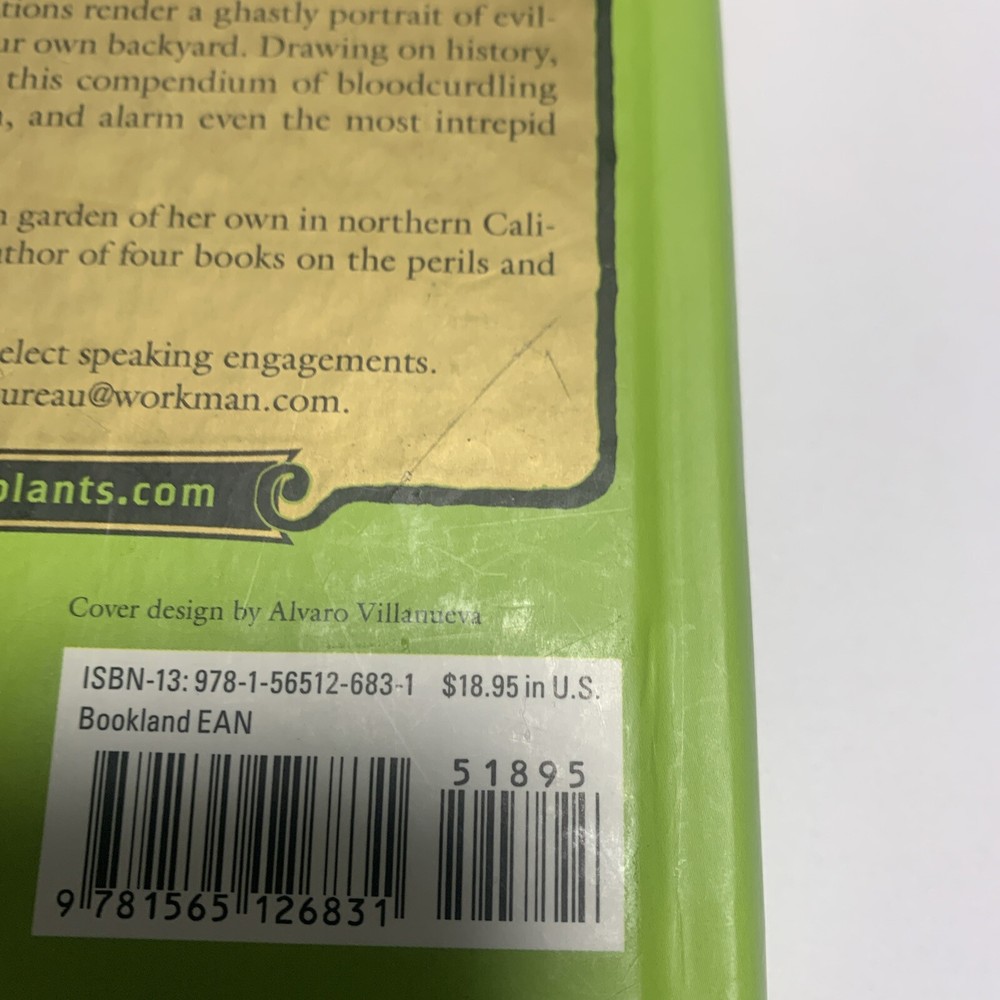 tions render a ghastly portrait of evil-
ur own backyard. Drawing on history,
this compendium of bloodcurdling
, and alarm even the most intrepid
garden of her own in northern Cali-
thor of four books on the perils and
elect speaking engagements.
ureau@workman.com.
plants.com
Cover design by Alvaro Villanueva
ISBN-13: 978-1-56512-683-1 $18.95 in U.S.
Bookland EAN
51895
9 781565 126831